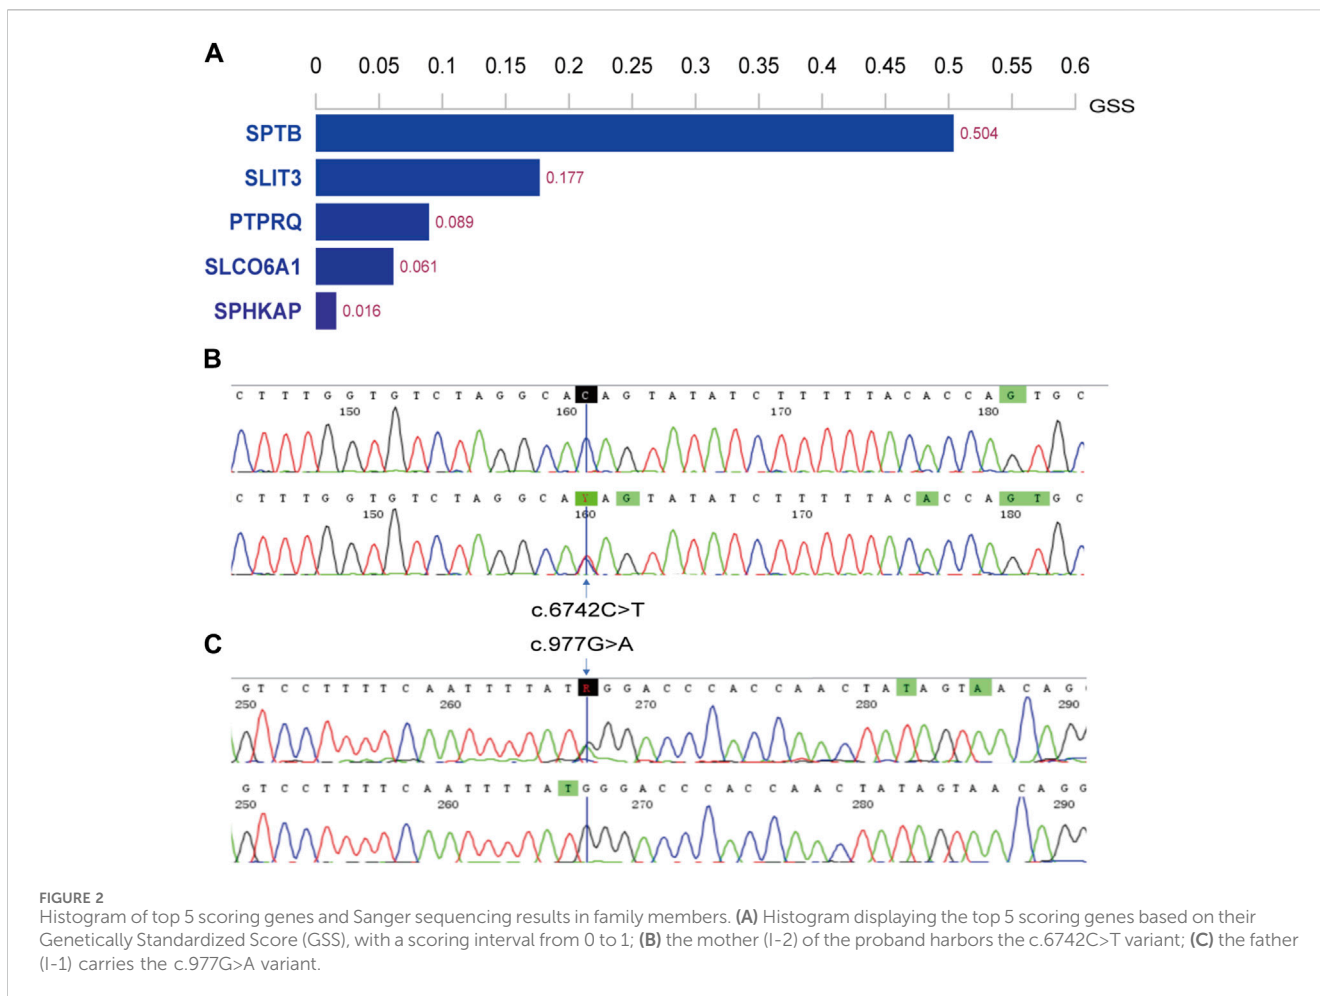 A
0 0.05 0.1 0.15 0.2 0.25 0.3 0.35 0.4 0.45 0.5 0.55 0.6
GSS
SPTB 0.504
SLIT3 0.177
PTPRQ 0.089
SLCO6A1 0.061
SPHKAP 0.016
B
C T T T G G T G T C T A G G C A C A G T A T A T C T T T T T A C A C C A G T G C
150 160 170 180
C T T T G G T G T C T A G G C A Y A G T A T A T C T T T T T A C A C C A G T G C
150 160 170 180
c.6742C>T
c.977G>A
C
G T C C T T T T C A A T T T T A T R G G A C C C A C C A A C T A T A G T A A C A G
250 260 270 280 290
G T C C T T T T C A A T T T T A T G G G A C C C A C C A A C T A T A G T A A C A G G
250 260 270 280 290
FIGURE 2
Histogram of top 5 scoring genes and Sanger sequencing results in family members. (A) Histogram displaying the top 5 scoring genes based on their
Genetically Standardized Score (GSS), with a scoring interval from 0 to 1; (B) the mother (I-2) of the proband harbors the c.6742C>T variant; (C) the father
(I-1) carries the c.977G>A variant.